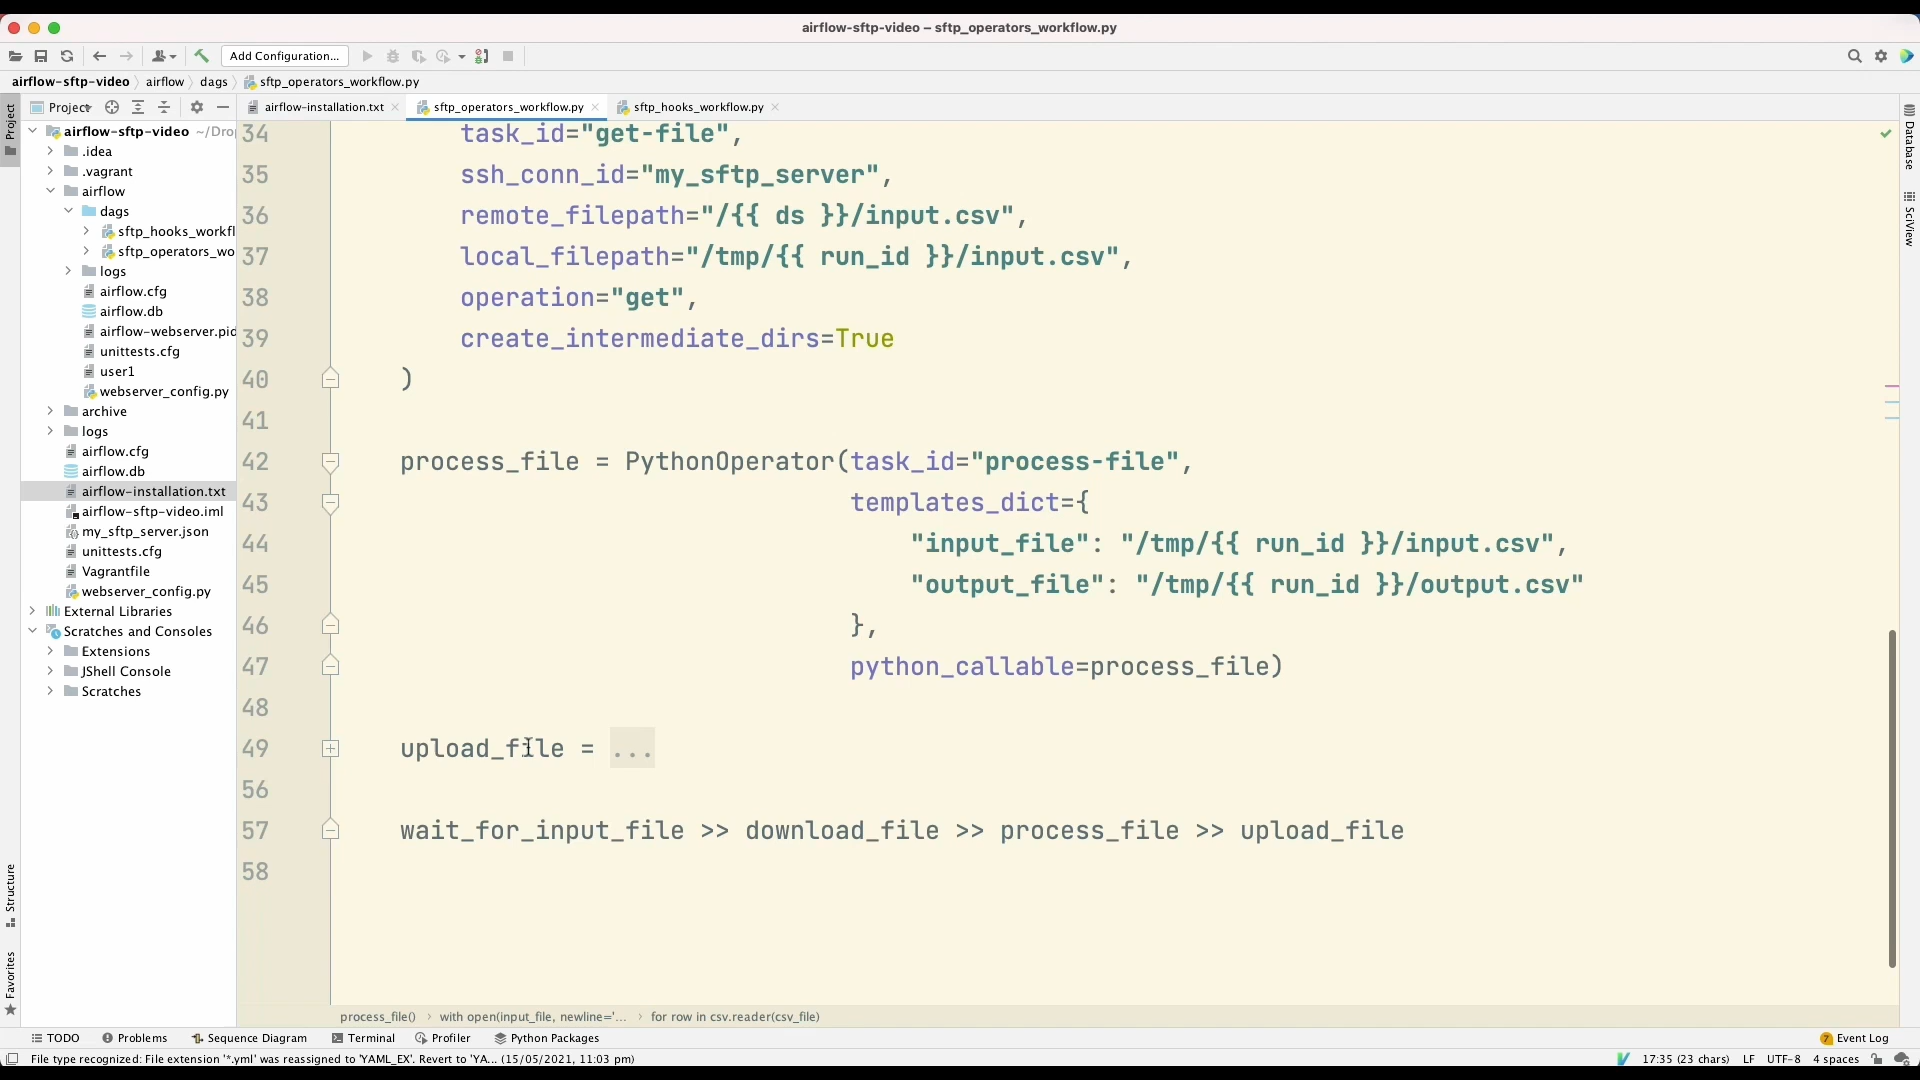 airflow-sftp-video – sftp_operators_workflow.py
Add Configuration...
airflow-sftp-video airflow dags sftp_operators_workflow.py
Project
airflow-installation.txt
sftp_operators_workflow.py
sftp_hooks_workflow.py
Project
Structure
Favorites
airflow-sftp-video ~/Dro
.idea
.vagrant
airflow
dags
sftp_hooks_workfl
sftp_operators_wo
logs
airflow.cfg
airflow.db
airflow-webserver.pid
unittests.cfg
user1
webserver_config.py
archive
logs
airflow.cfg
airflow.db
airflow-installation.txt
airflow-sftp-video.iml
my_sftp_server.json
unittests.cfg
Vagrantfile
webserver_config.py
External Libraries
Scratches and Consoles
Extensions
JShell Console
Scratches
34 task_id="get-file",
35 ssh_conn_id="my_sftp_server",
36 remote_filepath="/{{ ds }}/input.csv",
37 local_filepath="/tmp/{{ run_id }}/input.csv",
38 operation="get",
39 create_intermediate_dirs=True
40 )
41
42 process_file = PythonOperator(task_id="process-file",
43 templates_dict={
44 "input_file": "/tmp/{{ run_id }}/input.csv",
45 "output_file": "/tmp/{{ run_id }}/output.csv"
46 },
47 python_callable=process_file)
48
49 upload_file = ...
56
57 wait_for_input_file >> download_file >> process_file >> upload_file
58
Database
SciView
process_file() with open(input_file, newline='... for row in csv.reader(csv_file)
TODO Problems Sequence Diagram Terminal Profiler Python Packages 7 Event Log
File type recognized: File extension '*.yml' was reassigned to 'YAML_EX'. Revert to 'YA... (15/05/2021, 11:03 pm) 17:35 (23 chars) LF UTF-8 4 spaces